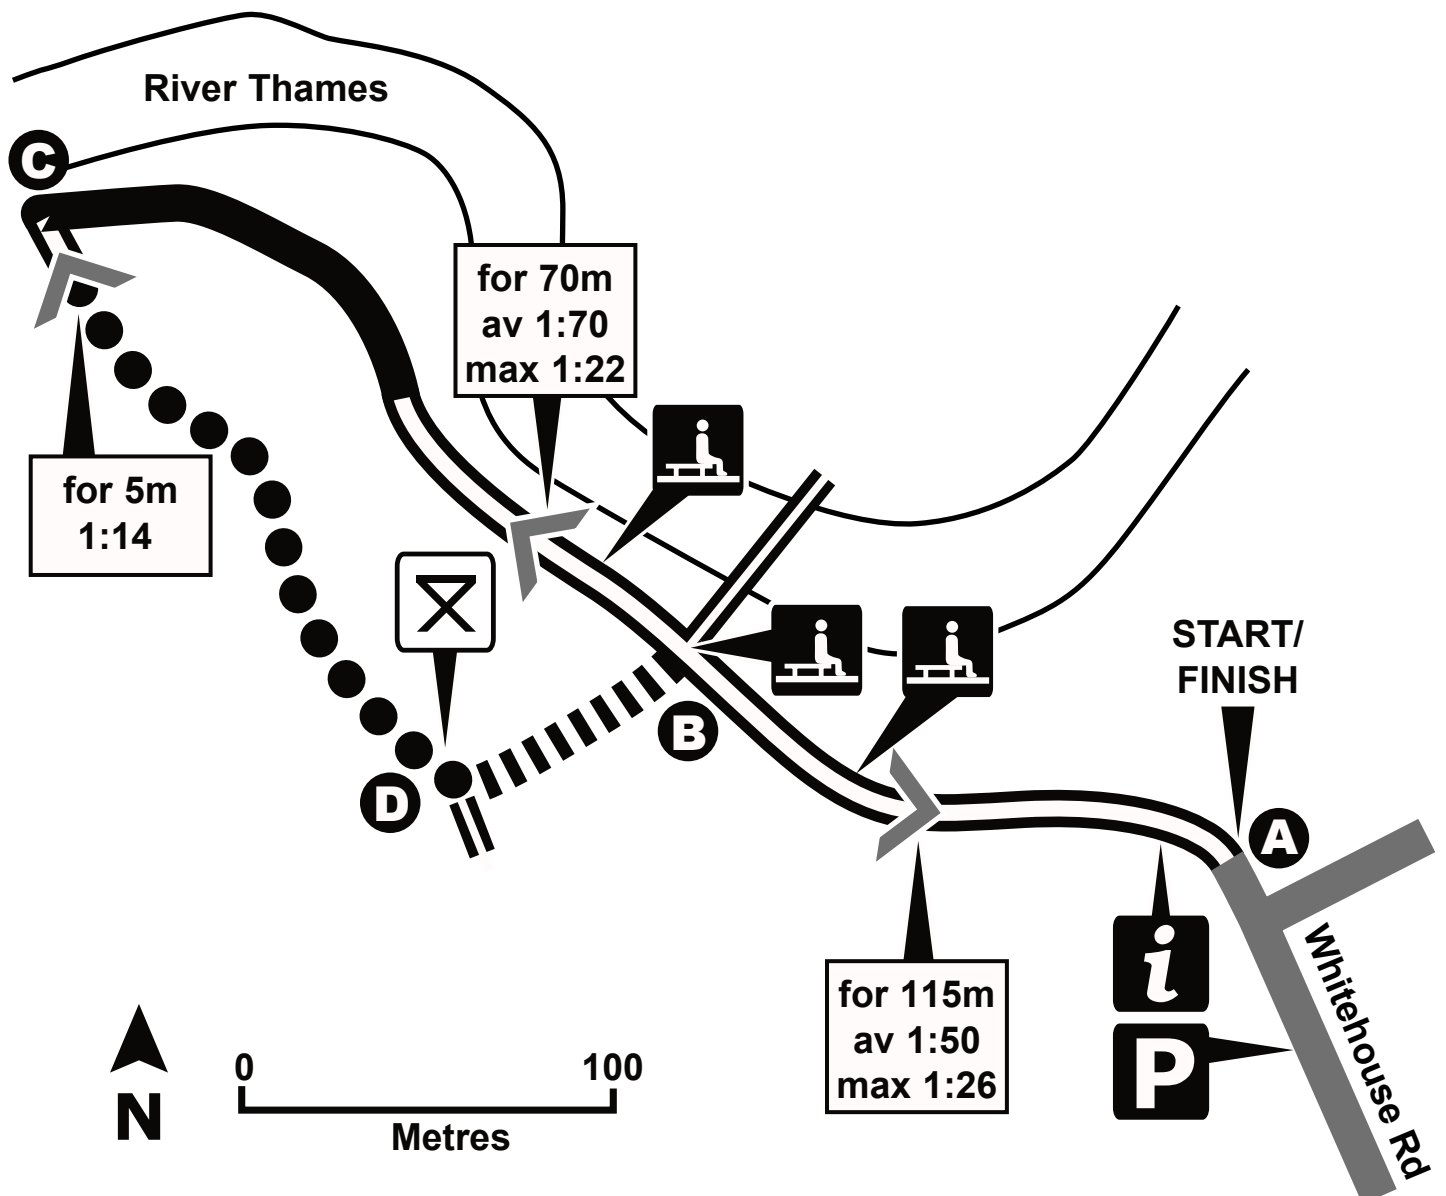 River Thames
C
for 70m
av 1:70
max 1:22
for 5m
1:14
START/
FINISH
B
D
A
i
for 115m
av 1:50
max 1:26
P
Whitehouse Rd
N
0 100
Metres